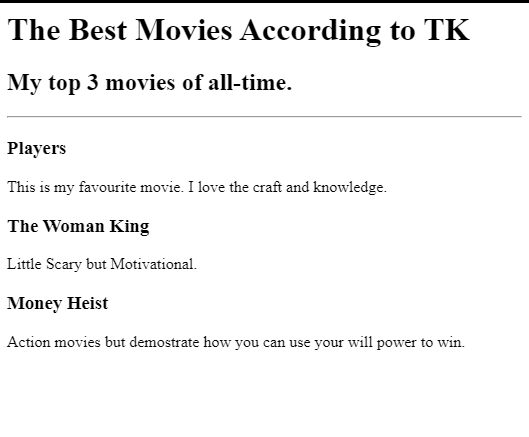 The Best Movies According to TK
My top 3 movies of all-time.
Players
This is my favourite movie. I love the craft and knowledge.
The Woman King
Little Scary but Motivational.
Money Heist
Action movies but demostrate how you can use your will power to win.